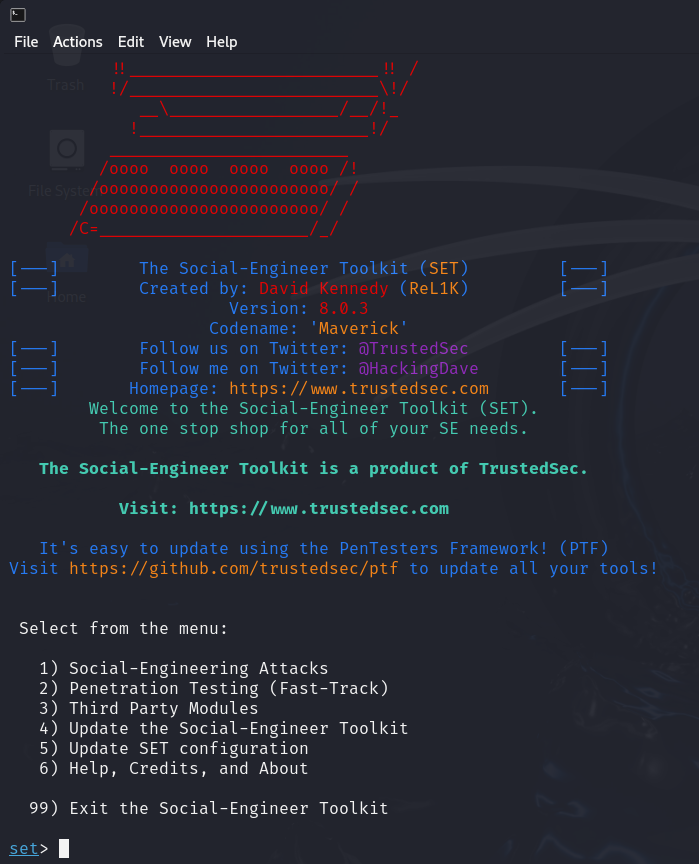 File Actions Edit View Help
!!_________________________!! /
!/_________________________\!/
__\_________________/__/!_
!_______________________!/
________________________
/oooo  oooo  oooo  oooo /!
/ooooooooooooooooooooooo/ /
/ooooooooooooooooooooooo/ /
/C=_____________________/_/
Trash
File System
Home
[---]        The Social-Engineer Toolkit (SET)         [---]
[---]        Created by: David Kennedy (ReL1K)         [---]
Version: 8.0.3
Codename: 'Maverick'
[---]        Follow us on Twitter: @TrustedSec         [---]
[---]        Follow me on Twitter: @HackingDave        [---]
[---]       Homepage: https://www.trustedsec.com       [---]
Welcome to the Social-Engineer Toolkit (SET).
The one stop shop for all of your SE needs.
The Social-Engineer Toolkit is a product of TrustedSec.
Visit: https://www.trustedsec.com
It's easy to update using the PenTesters Framework! (PTF)
Visit https://github.com/trustedsec/ptf to update all your tools!
Select from the menu:
1) Social-Engineering Attacks
2) Penetration Testing (Fast-Track)
3) Third Party Modules
4) Update the Social-Engineer Toolkit
5) Update SET configuration
6) Help, Credits, and About
99) Exit the Social-Engineer Toolkit
set>